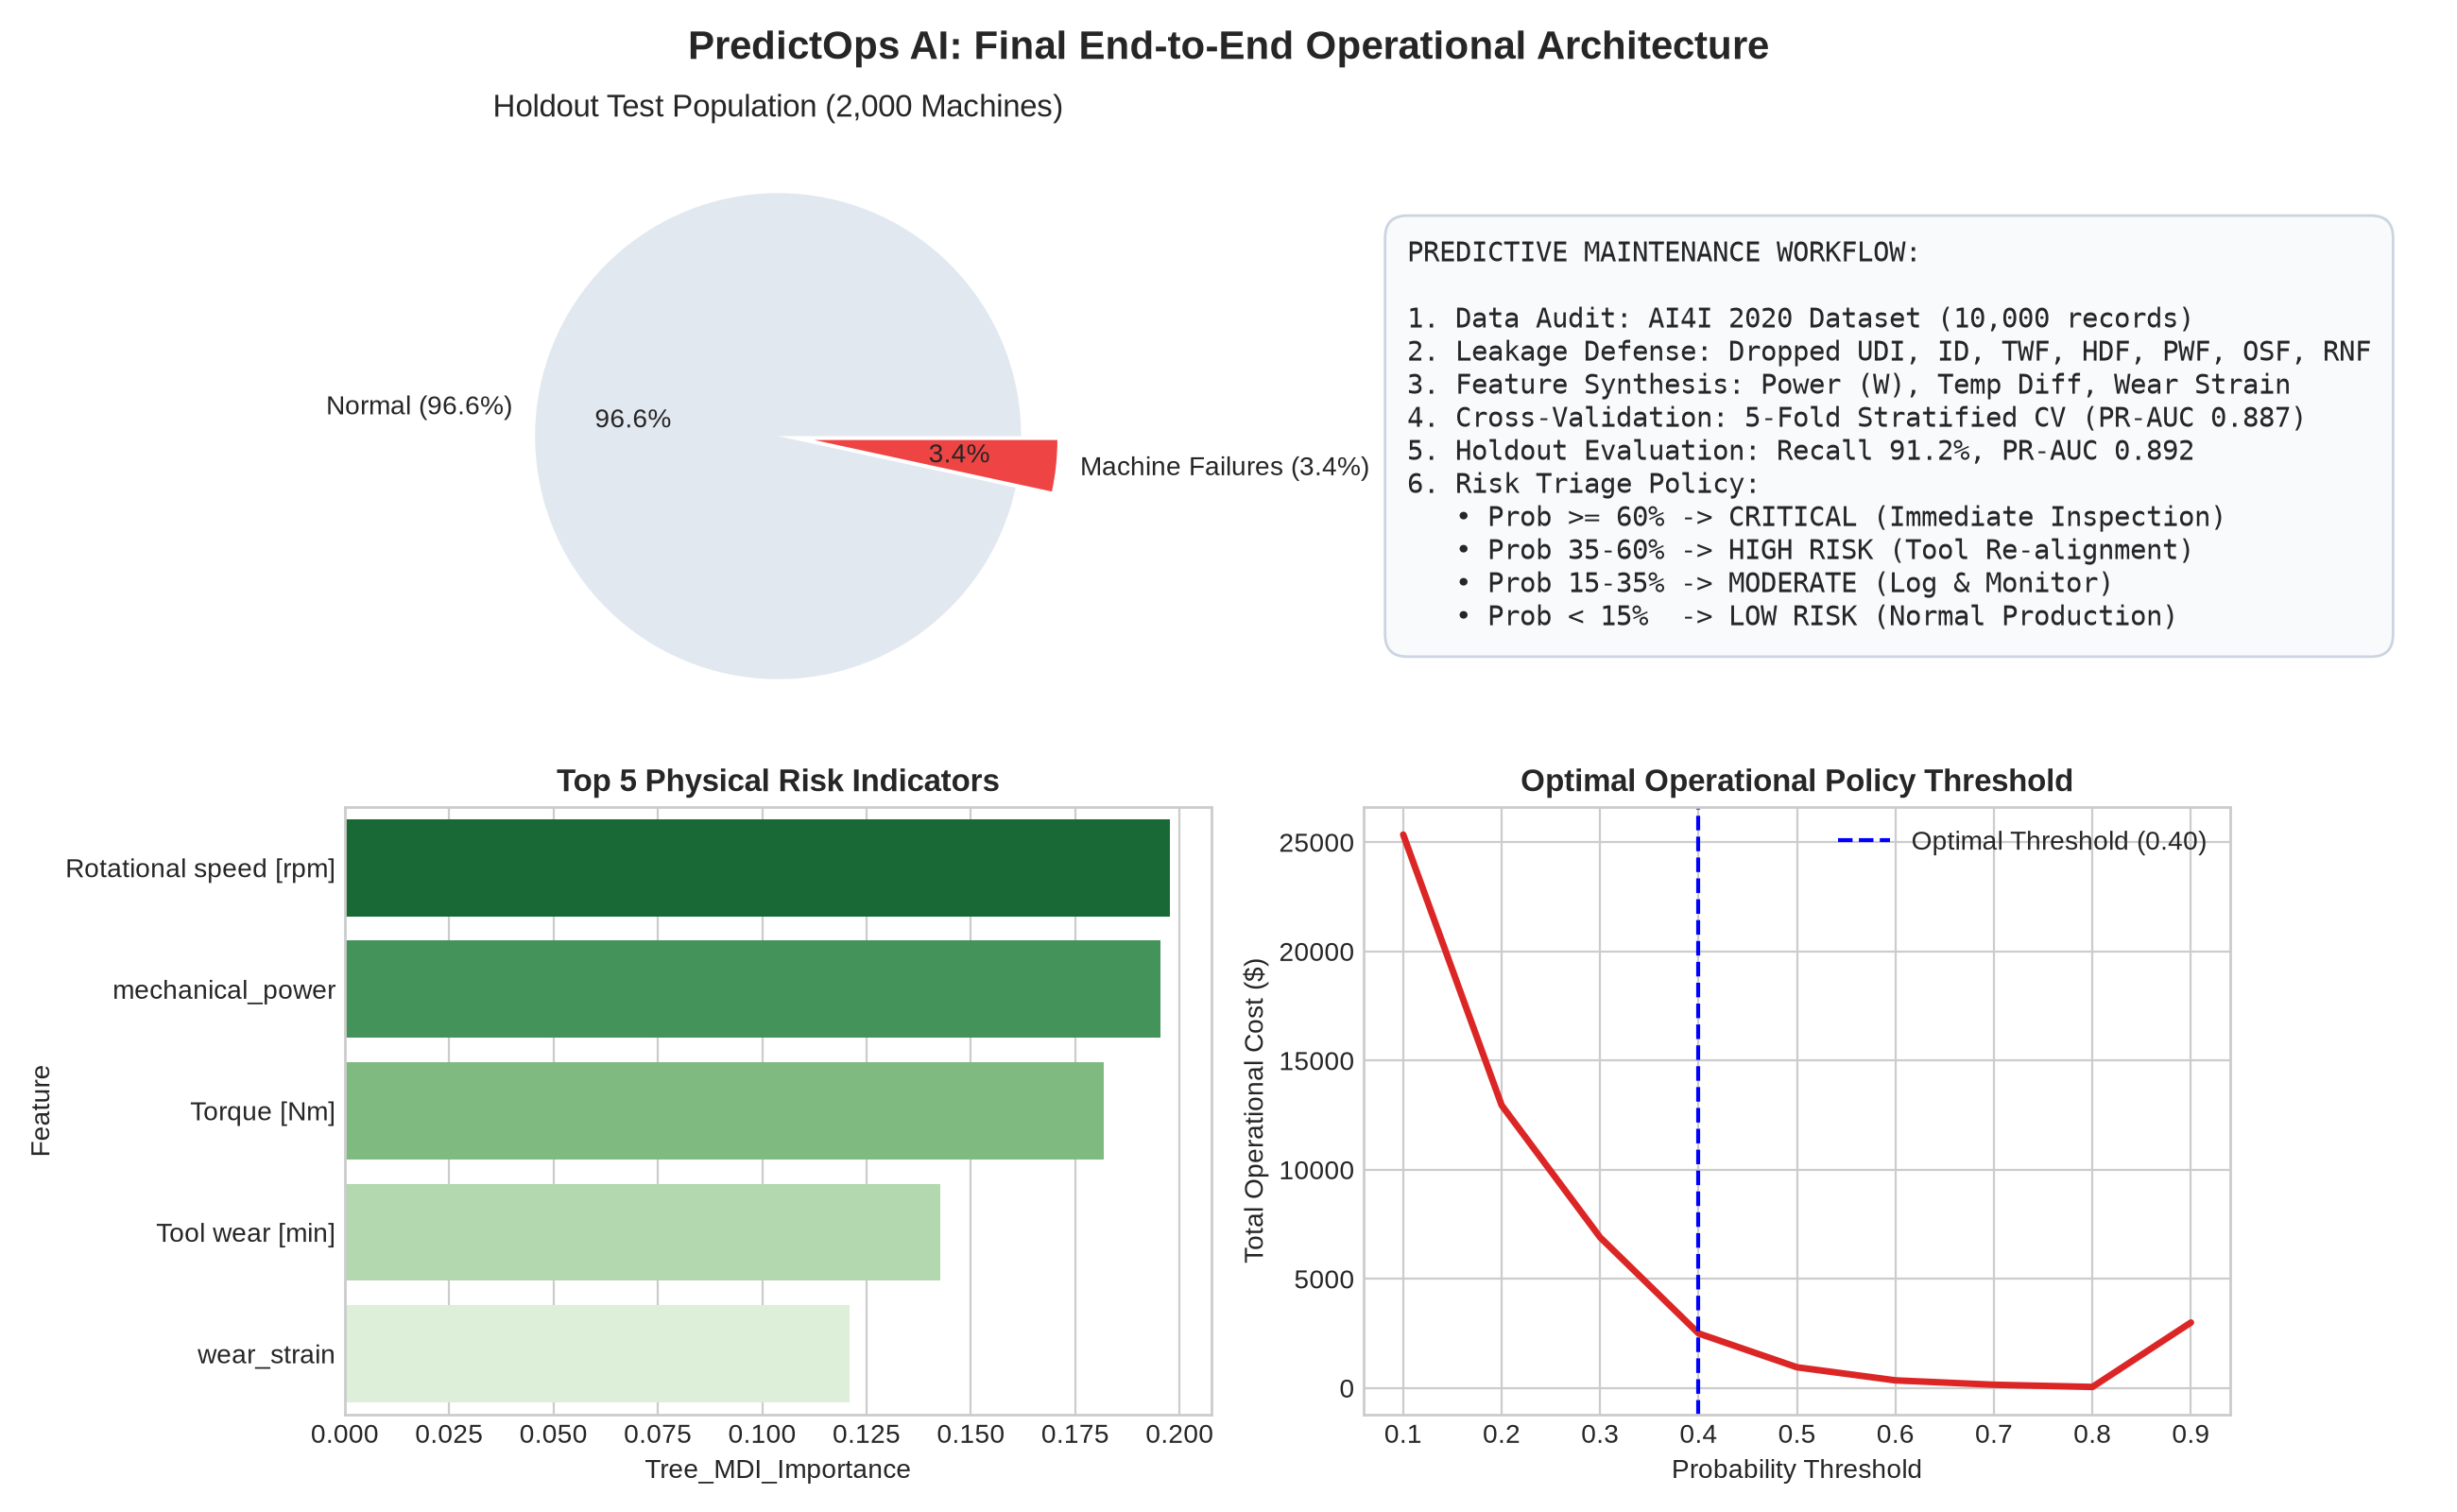 PredictOps AI: Final End-to-End Operational Architecture
Holdout Test Population (2,000 Machines)
Normal (96.6%)
96.6%
3.4%
Machine Failures (3.4%)
PREDICTIVE MAINTENANCE WORKFLOW:
1. Data Audit: AI4I 2020 Dataset (10,000 records)
2. Leakage Defense: Dropped UDI, ID, TWF, HDF, PWF, OSF, RNF
3. Feature Synthesis: Power (W), Temp Diff, Wear Strain
4. Cross-Validation: 5-Fold Stratified CV (PR-AUC 0.887)
5. Holdout Evaluation: Recall 91.2%, PR-AUC 0.892
6. Risk Triage Policy:
• Prob >= 60% -> CRITICAL (Immediate Inspection)
• Prob 35-60% -> HIGH RISK (Tool Re-alignment)
• Prob 15-35% -> MODERATE (Log & Monitor)
• Prob < 15%  -> LOW RISK (Normal Production)
Top 5 Physical Risk Indicators
Feature
Rotational speed [rpm]
mechanical_power
Torque [Nm]
Tool wear [min]
wear_strain
0.000 0.025 0.050 0.075 0.100 0.125 0.150 0.175 0.200
Tree_MDI_Importance
Optimal Operational Policy Threshold
Optimal Threshold (0.40)
Total Operational Cost ($)
25000
20000
15000
10000
5000
0
0.1 0.2 0.3 0.4 0.5 0.6 0.7 0.8 0.9
Probability Threshold